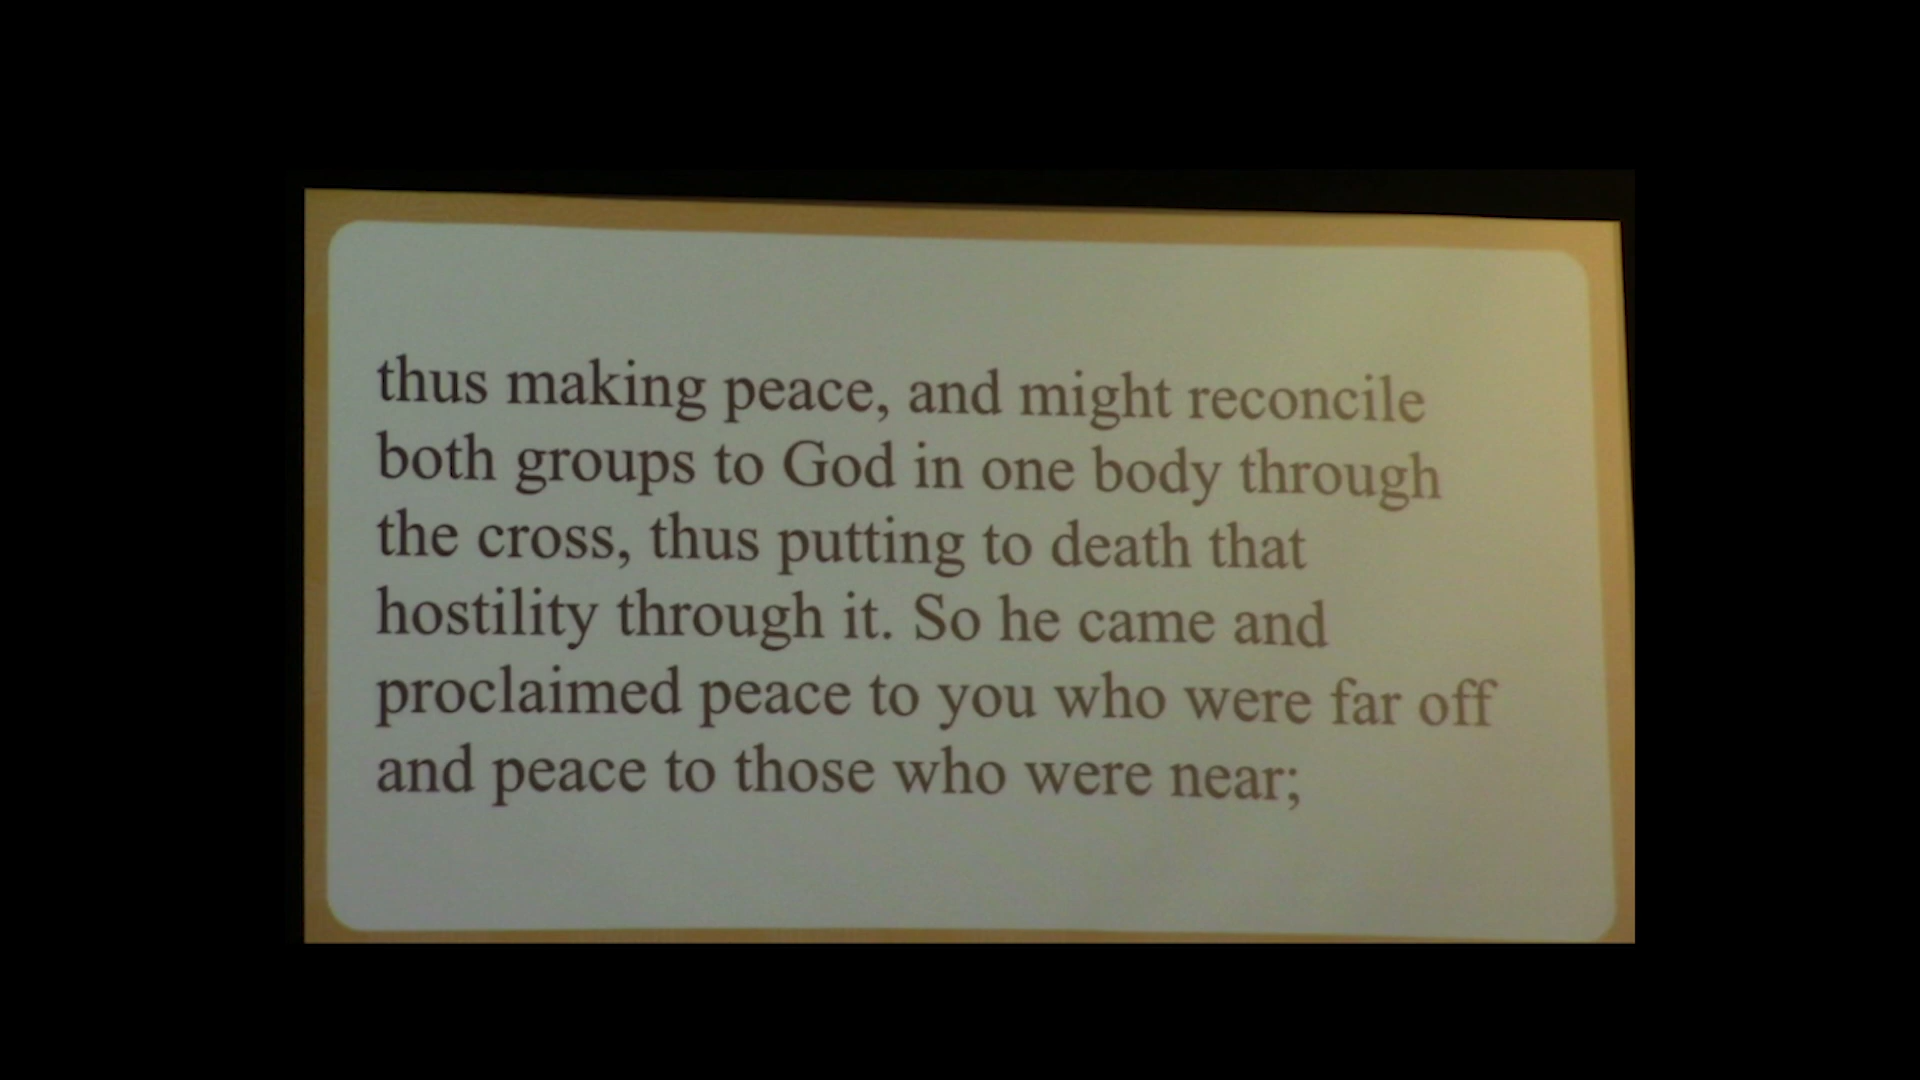 thus making peace, and might reconcile
both groups to God in one body through
the cross, thus putting to death that
hostility through it. So he came and
proclaimed peace to you who were far off
and peace to those who were near;